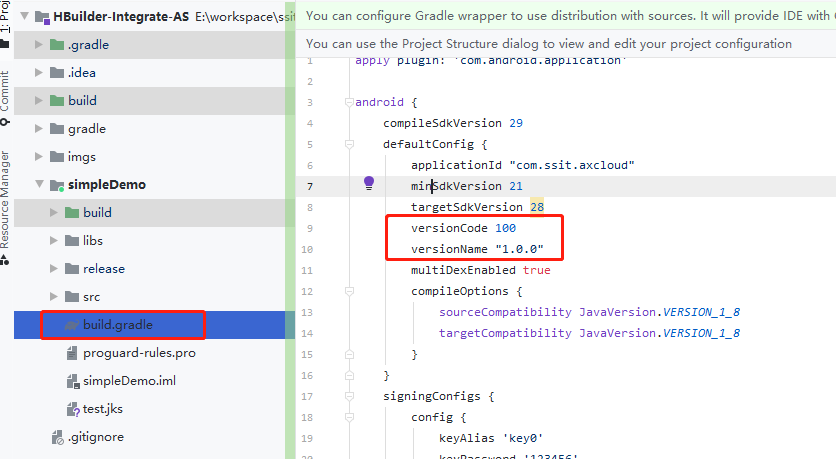 1: Proj
Commit
Resource Manager
HBuilder-Integrate-AS E:\workspace\ssit
.gradle
.idea
build
gradle
imgs
simpleDemo
build
libs
release
src
build.gradle
proguard-rules.pro
simpleDemo.iml
test.jks
.gitignore
You can configure Gradle wrapper to use distribution with sources. It will provide IDE with
You can use the Project Structure dialog to view and edit your project configuration
1 apply plugin: 'com.android.application'
2
3 android {
4 compileSdkVersion 29
5 defaultConfig {
6 applicationId "com.ssit.axcloud"
7 minSdkVersion 21
8 targetSdkVersion 28
9 versionCode 100
10 versionName "1.0.0"
11 multiDexEnabled true
12 compileOptions {
13 sourceCompatibility JavaVersion.VERSION_1_8
14 targetCompatibility JavaVersion.VERSION_1_8
15 }
16 }
17 signingConfigs {
18 config {
19 keyAlias 'key0'
keyPassword '123456'